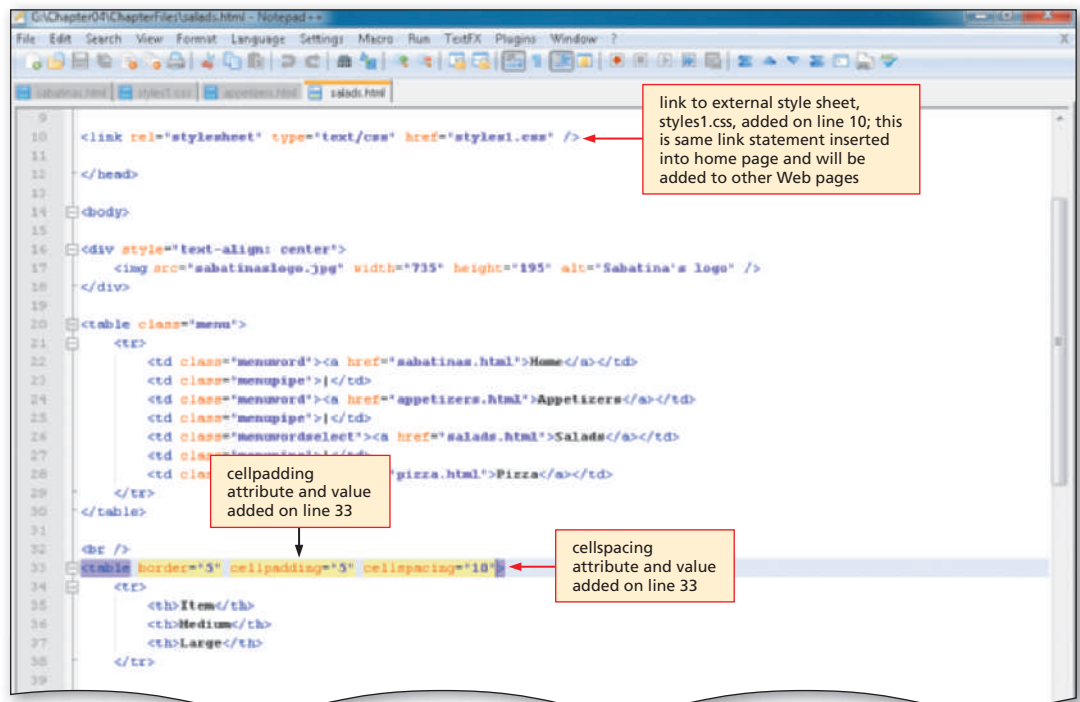 G:\Chapter04\ChapterFiles\salads.html - Notepad++
File Edit Search View Format Language Settings Macro Run TextFX Plugins Window ? X
sabatinas.html styles1.css appetizers.html salads.html
9
10 <link rel="stylesheet" type="text/css" href="styles1.css" />
link to external style sheet,
styles1.css, added on line 10; this
is same link statement inserted
into home page and will be
added to other Web pages
11
12 </head>
13
14 <body>
15
16 <div style="text-align: center">
17 <img src="sabatinaslogo.jpg" width="735" height="195" alt="Sabatina's logo" />
18 </div>
19
20 <table class="menu">
21 <tr>
22 <td class="menuword"><a href="sabatinas.html">Home</a></td>
23 <td class="menupipe">|</td>
24 <td class="menuword"><a href="appetizers.html">Appetizers</a></td>
25 <td class="menupipe">|</td>
26 <td class="menuwordselect"><a href="salads.html">Salads</a></td>
27 <td class="menupipe">|</td>
28 <td cla "pizza.html">Pizza</a></td>
29 </tr>
30 </table>
cellpadding
attribute and value
added on line 33
31
32 <br />
33 <table border="5" cellpadding="5" cellspacing="10">
cellspacing
attribute and value
added on line 33
34 <tr>
35 <th>Item</th>
36 <th>Medium</th>
37 <th>Large</th>
38 </tr>
39